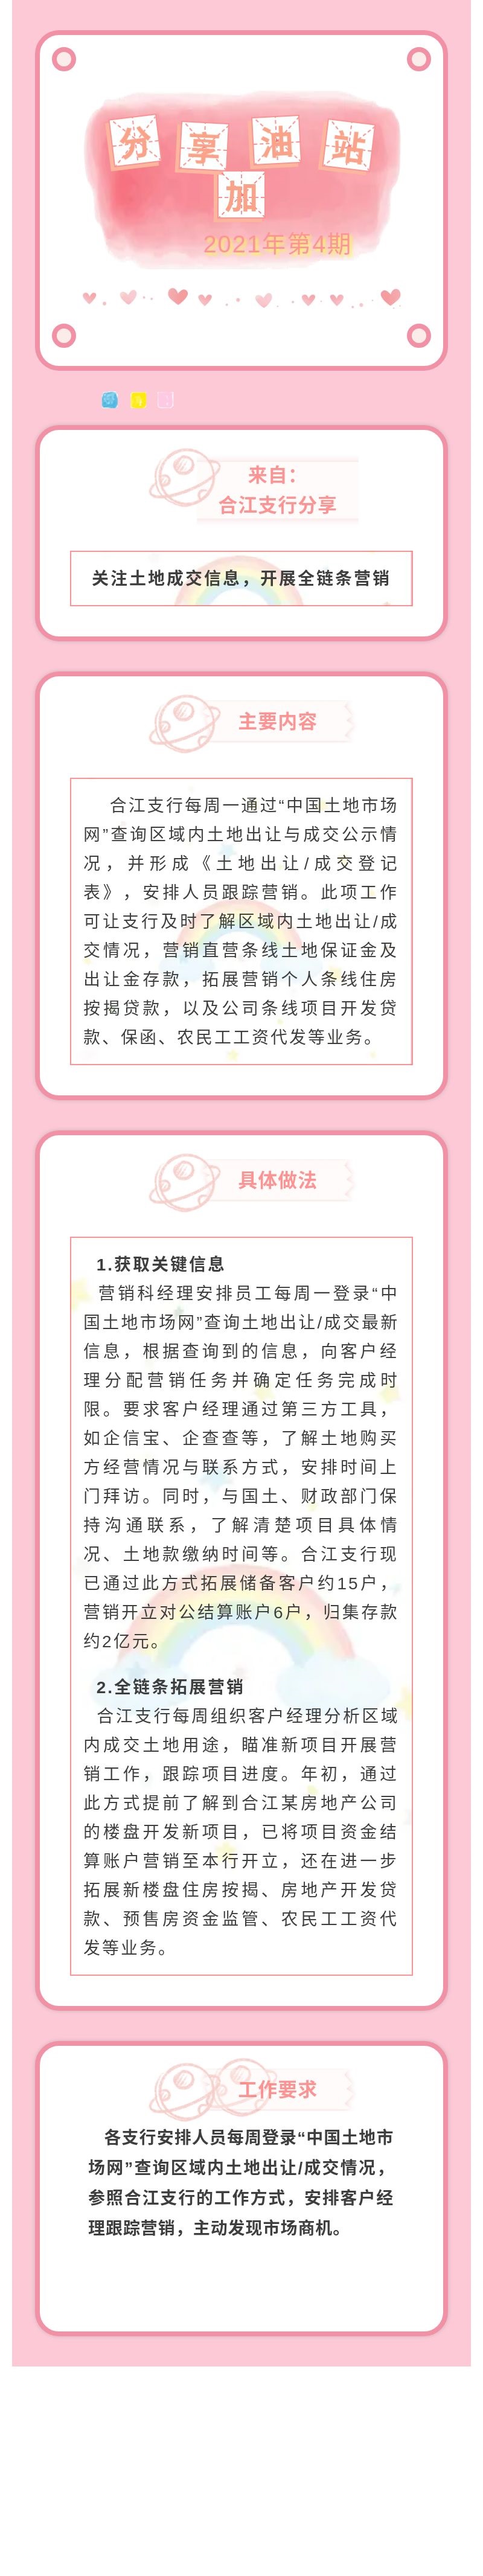 分享油站
加
2021年第4期
来自：
合江支行分享
关注土地成交信息，开展全链条营销
主要内容
合江支行每周一通过“中国土地市场
网”查询区域内土地出让与成交公示情
况，并形成《土地出让/成交登记
表》，安排人员跟踪营销。此项工作
可让支行及时了解区域内土地出让/成
交情况，营销直营条线土地保证金及
出让金存款，拓展营销个人条线住房
按揭贷款，以及公司条线项目开发贷
款、保函、农民工工资代发等业务。
具体做法
1.获取关键信息
营销科经理安排员工每周一登录“中
国土地市场网”查询土地出让/成交最新
信息，根据查询到的信息，向客户经
理分配营销任务并确定任务完成时
限。要求客户经理通过第三方工具，
如企信宝、企查查等，了解土地购买
方经营情况与联系方式，安排时间上
门拜访。同时，与国土、财政部门保
持沟通联系，了解清楚项目具体情
况、土地款缴纳时间等。合江支行现
已通过此方式拓展储备客户约15户，
营销开立对公结算账户6户，归集存款
约2亿元。
2.全链条拓展营销
合江支行每周组织客户经理分析区域
内成交土地用途，瞄准新项目开展营
销工作，跟踪项目进度。年初，通过
此方式提前了解到合江某房地产公司
的楼盘开发新项目，已将项目资金结
算账户营销至本行开立，还在进一步
拓展新楼盘住房按揭、房地产开发贷
款、预售房资金监管、农民工工资代
发等业务。
工作要求
各支行安排人员每周登录“中国土地市
场网”查询区域内土地出让/成交情况，
参照合江支行的工作方式，安排客户经
理跟踪营销，主动发现市场商机。